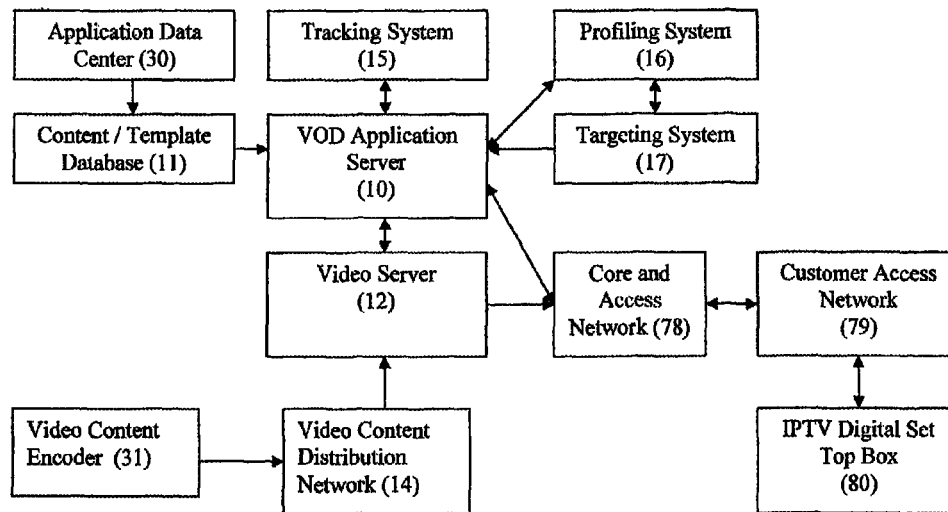 Application Data
Center (30)
Tracking System
(15)
Profiling System
(16)
Content / Template
Database (11)
VOD Application
Server
(10)
Targeting System
(17)
Video Server
(12)
Core and
Access
Network (78)
Customer Access
Network
(79)
Video Content
Encoder (31)
Video Content
Distribution
Network (14)
IPTV Digital Set
Top Box
(80)